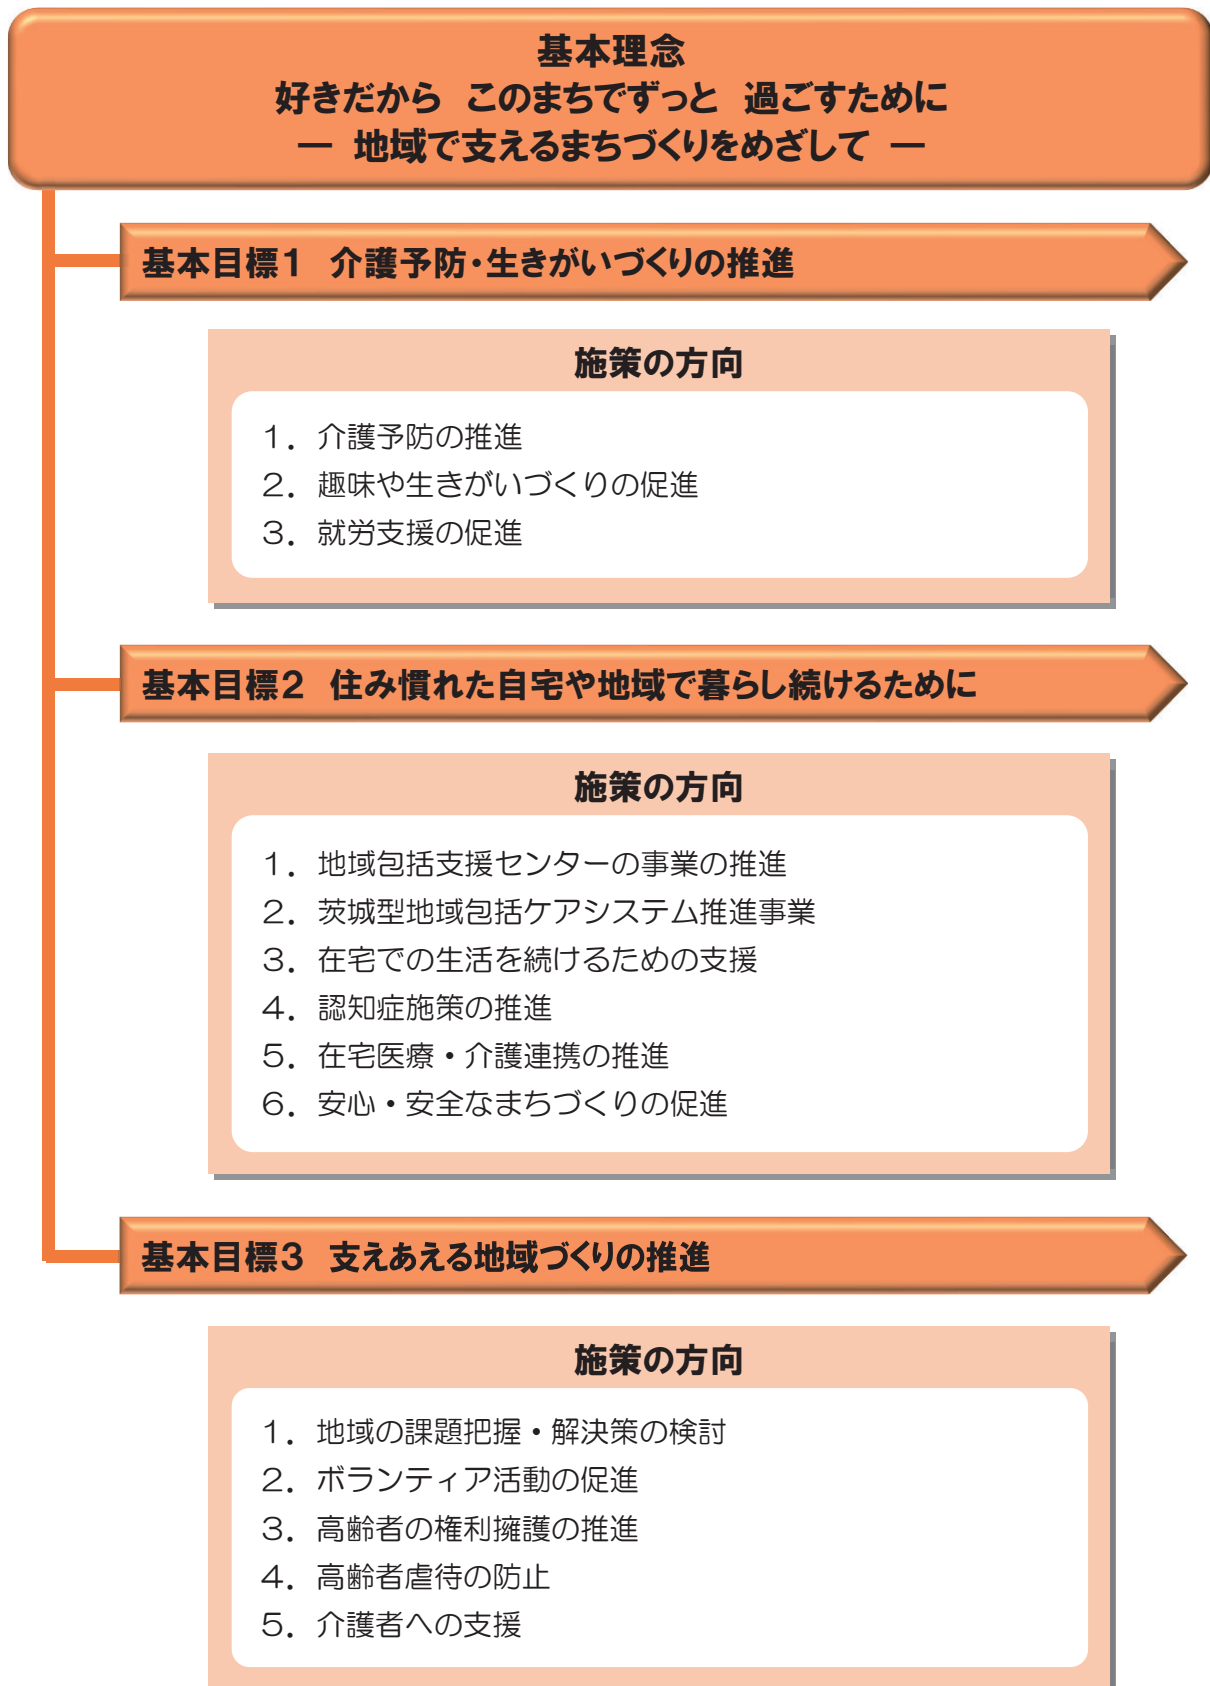 基本理念
好きだから このまちでずっと 過ごすために
― 地域で支えるまちづくりをめざして ―
基本目標1 介護予防・生きがいづくりの推進
施策の方向
1．介護予防の推進
2．趣味や生きがいづくりの促進
3．就労支援の促進
基本目標2 住み慣れた自宅や地域で暮らし続けるために
施策の方向
1．地域包括支援センターの事業の推進
2．茨城型地域包括ケアシステム推進事業
3．在宅での生活を続けるための支援
4．認知症施策の推進
5．在宅医療・介護連携の推進
6．安心・安全なまちづくりの促進
基本目標3 支えあえる地域づくりの推進
施策の方向
1．地域の課題把握・解決策の検討
2．ボランティア活動の促進
3．高齢者の権利擁護の推進
4．高齢者虐待の防止
5．介護者への支援